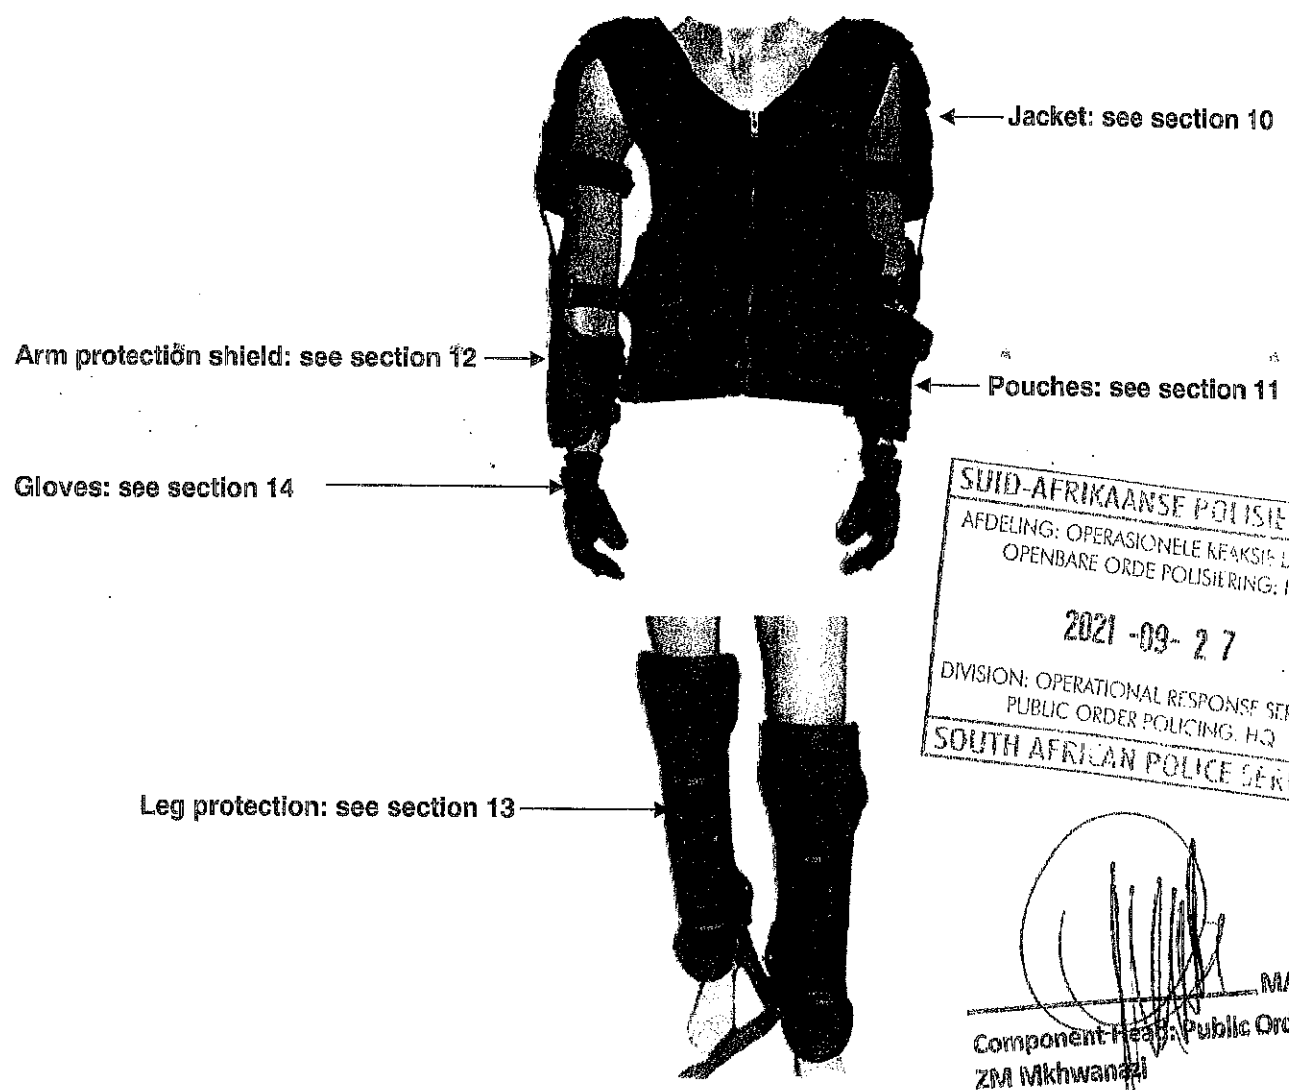 Jacket: see section 10
Arm protection shield: see section 12
Pouches: see section 11
Gloves: see section 14
SUID-AFRIKAANSE POLISIE
AFDELING: OPERASIONELE REAKSIE
OPENBARE ORDE POLISIERING:
2021 -09- 27
DIVISION: OPERATIONAL RESPONSE
PUBLIC ORDER POLICING: HQ
SOUTH AFRICAN POLICE
Leg protection: see section 13
Component Head: Public
ZM Mkhwanazi